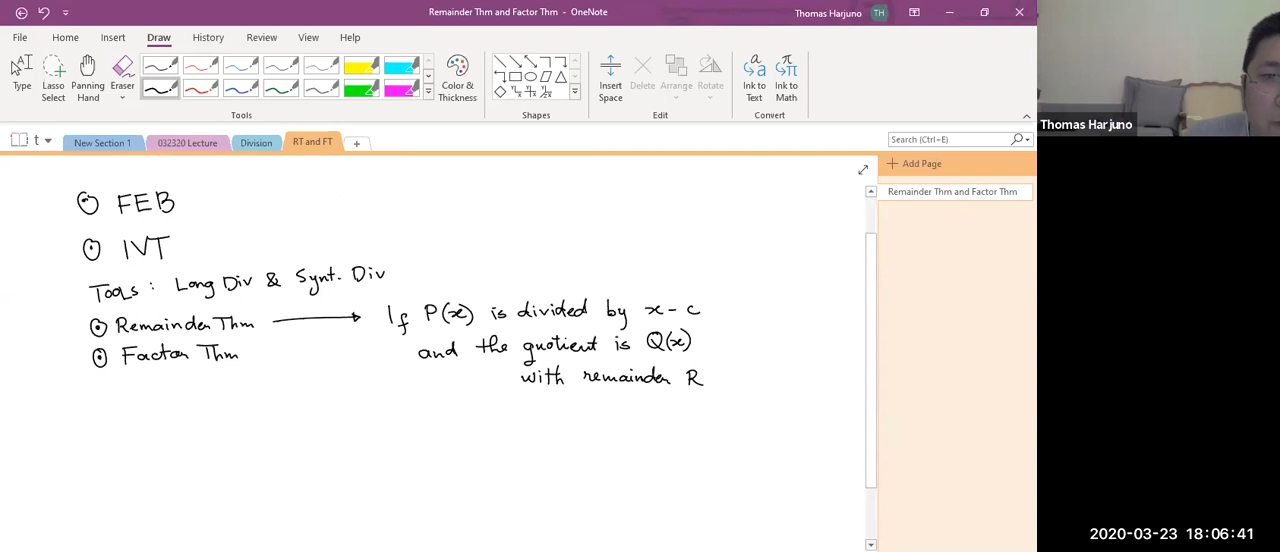 Remainder Thm and Factor Thm - OneNote
Thomas Harjuno TH
File Home Insert Draw History Review View Help
Type
Lasso Select
Panning Hand
Eraser
Color & Thickness
Insert Space
Delete
Arrange
Rotate
Ink to Text
Ink to Math
Tools Shapes Edit Convert
t New Section 1 032320 Lecture Division RT and FT
Search (Ctrl+E)
Thomas Harjuno
Add Page
Remainder Thm and Factor Thm
FEB
IVT
Tools : Long Div & Synt. Div
Remainder Thm → If P(x) is divided by x - c
Factor Thm and the quotient is Q(x)
with remainder R
2020-03-23 18:06:41